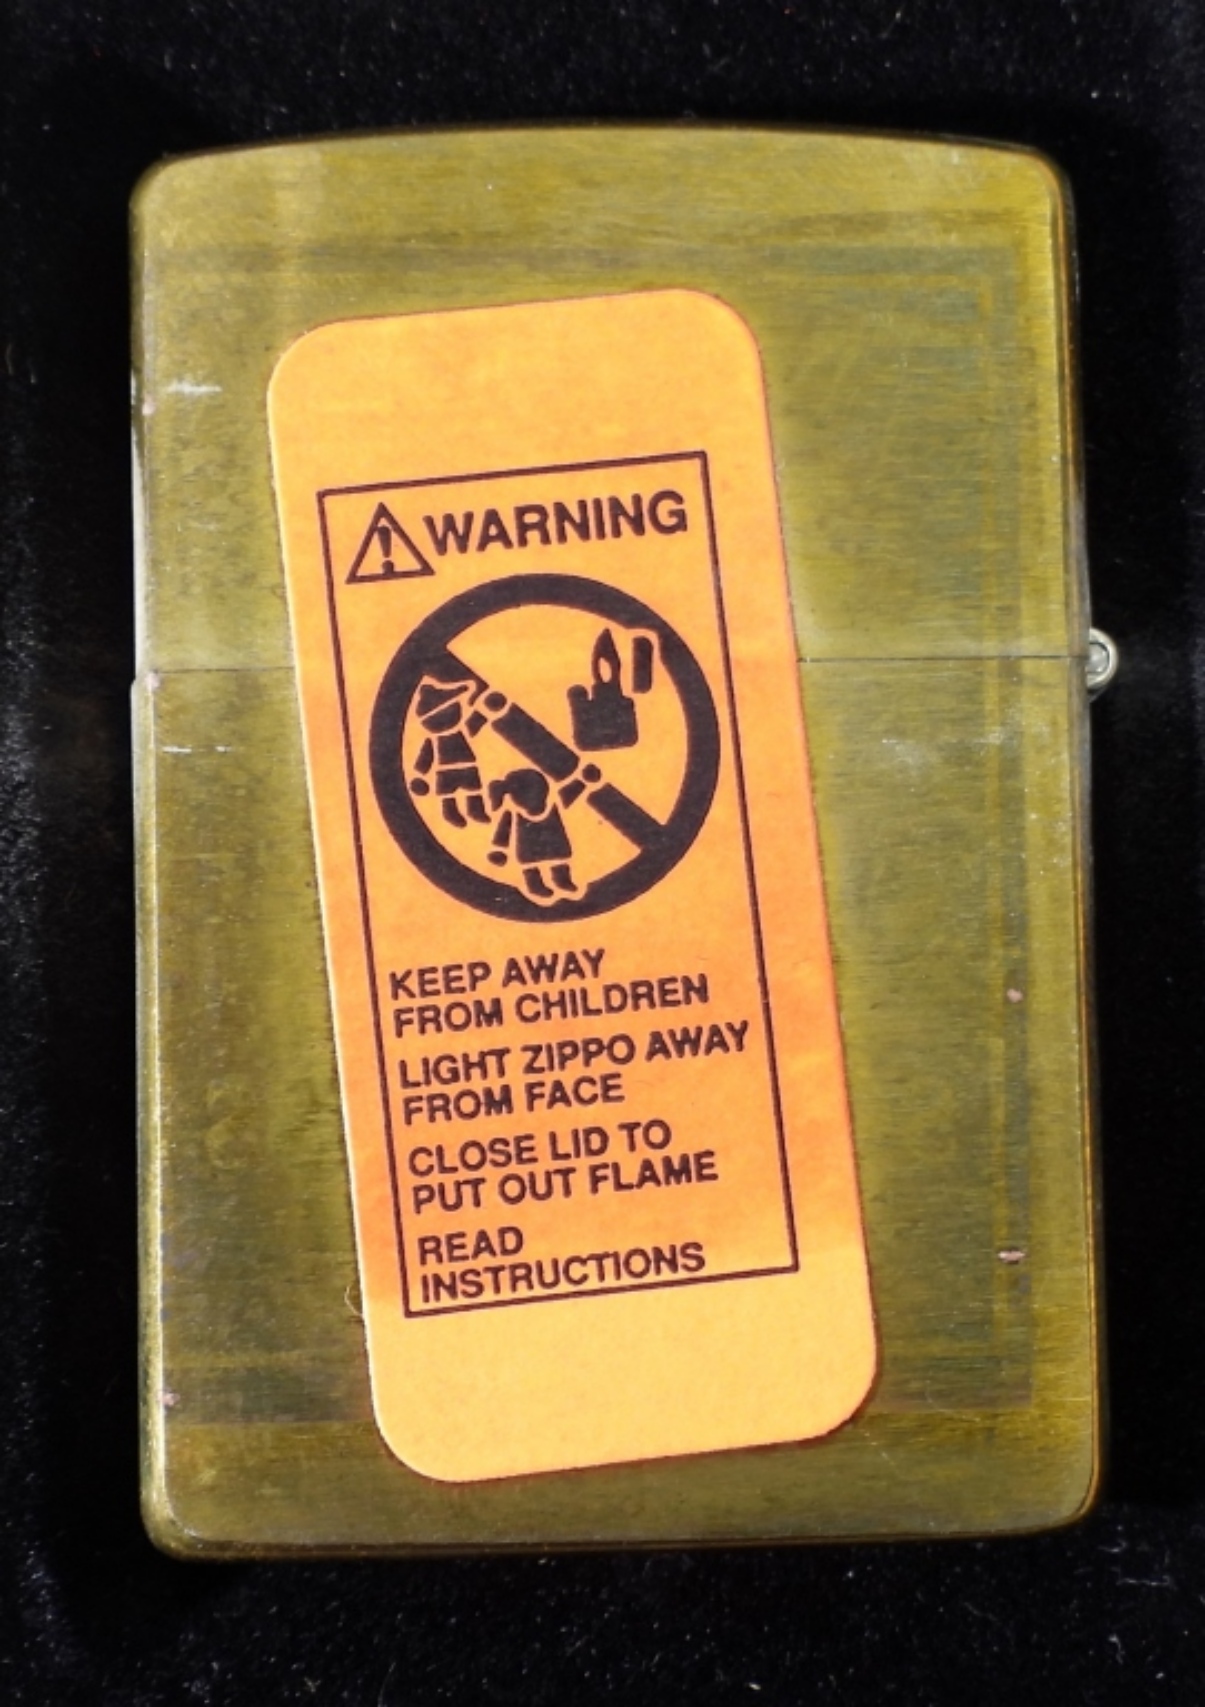 WARNING
KEEP AWAY
FROM CHILDREN
LIGHT ZIPPO AWAY
FROM FACE
CLOSE LID TO
PUT OUT FLAME
READ
INSTRUCTIONS